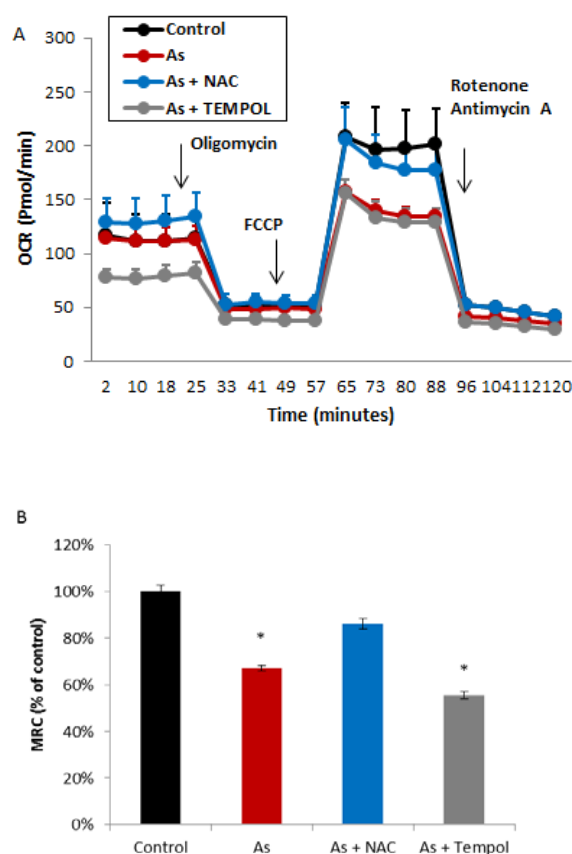 A
Control
As
As + NAC
As + TEMPOL
Oligomycin
FCCP
Rotenone
Antimycin A
OCR (Pmol/min)
300
250
200
150
100
50
0
2 10 18 25 33 41 49 57 65 73 80 88 96 104 112 120
Time (minutes)
B
MRC (% of control)
120%
100%
80%
60%
40%
20%
0%
*
*
Control As As + NAC As + Tempol